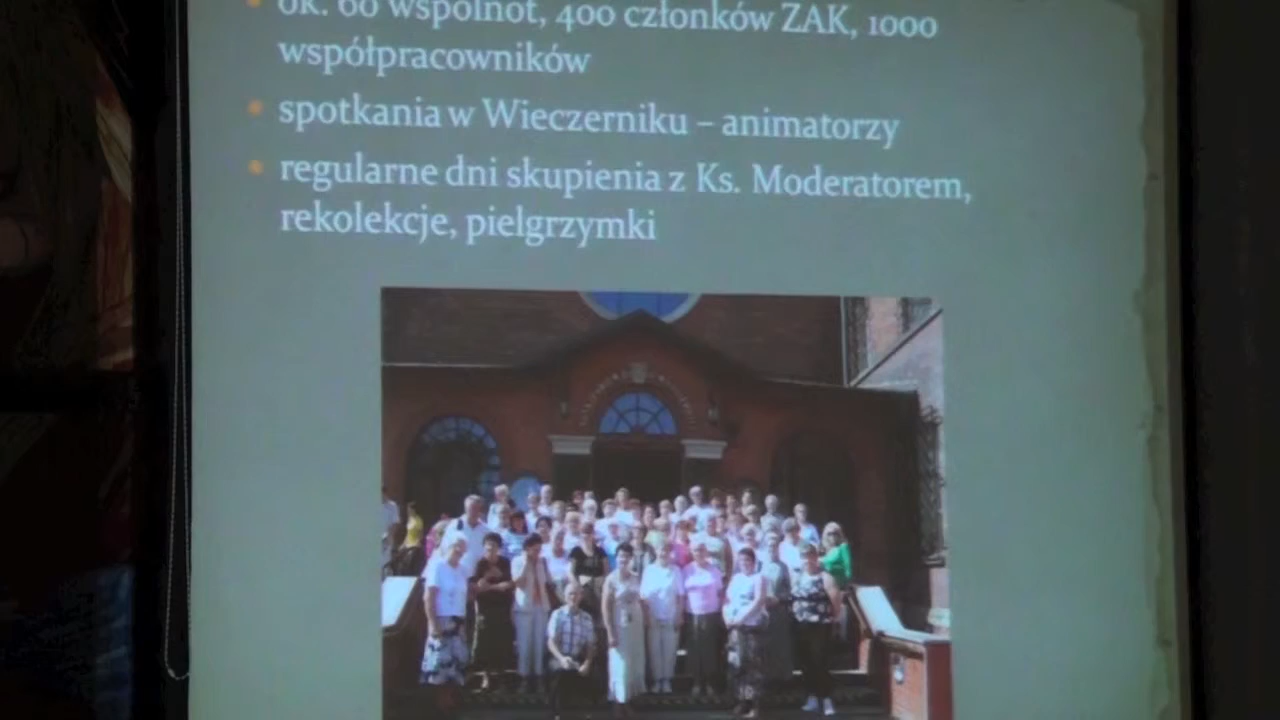 ok. 60 wspólnot, 400 członków ZAK, 1000
współpracowników
spotkania w Wieczerniku – animatorzy
regularne dni skupienia z Ks. Moderatorem,
rekolekcje, pielgrzymki